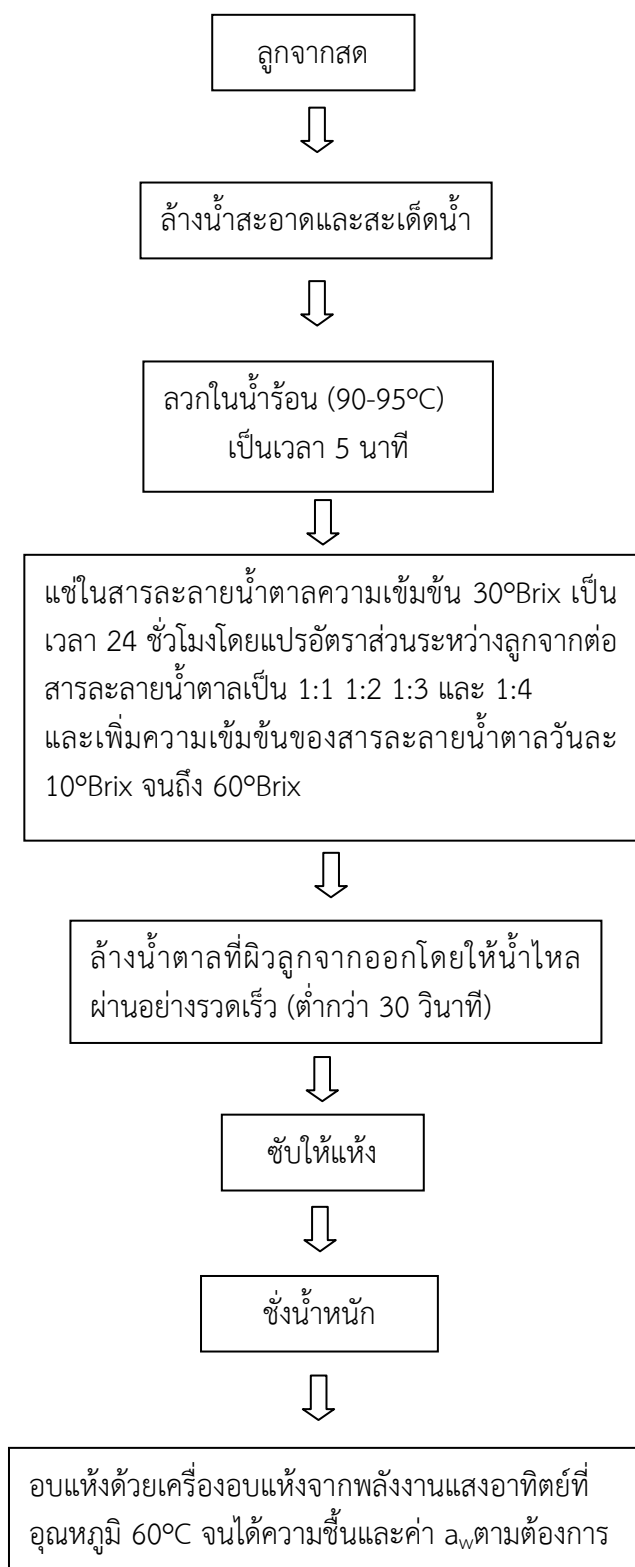 ลูกจากสด
ล้างน้ำสะอาดและสะเด็ดน้ำ
ลวกในน้ำร้อน (90-95ºC)
เป็นเวลา 5 นาที
แช่ในสารละลายน้ำตาลความเข้มข้น 30ºBrix เป็น
เวลา 24 ชั่วโมงโดยแปรอัตราส่วนระหว่างลูกจากต่อ
สารละลายน้ำตาลเป็น 1:1 1:2 1:3 และ 1:4
และเพิ่มความเข้มข้นของสารละลายน้ำตาลวันละ
10ºBrix จนถึง 60ºBrix
ล้างน้ำตาลที่ผิวลูกจากออกโดยให้น้ำไหล
ผ่านอย่างรวดเร็ว (ต่ำกว่า 30 วินาที)
ซับให้แห้ง
ชั่งน้ำหนัก
อบแห้งด้วยเครื่องอบแห้งจากพลังงานแสงอาทิตย์ที่
อุณหภูมิ 60ºC จนได้ความชื้นและค่า aw ตามต้องการ